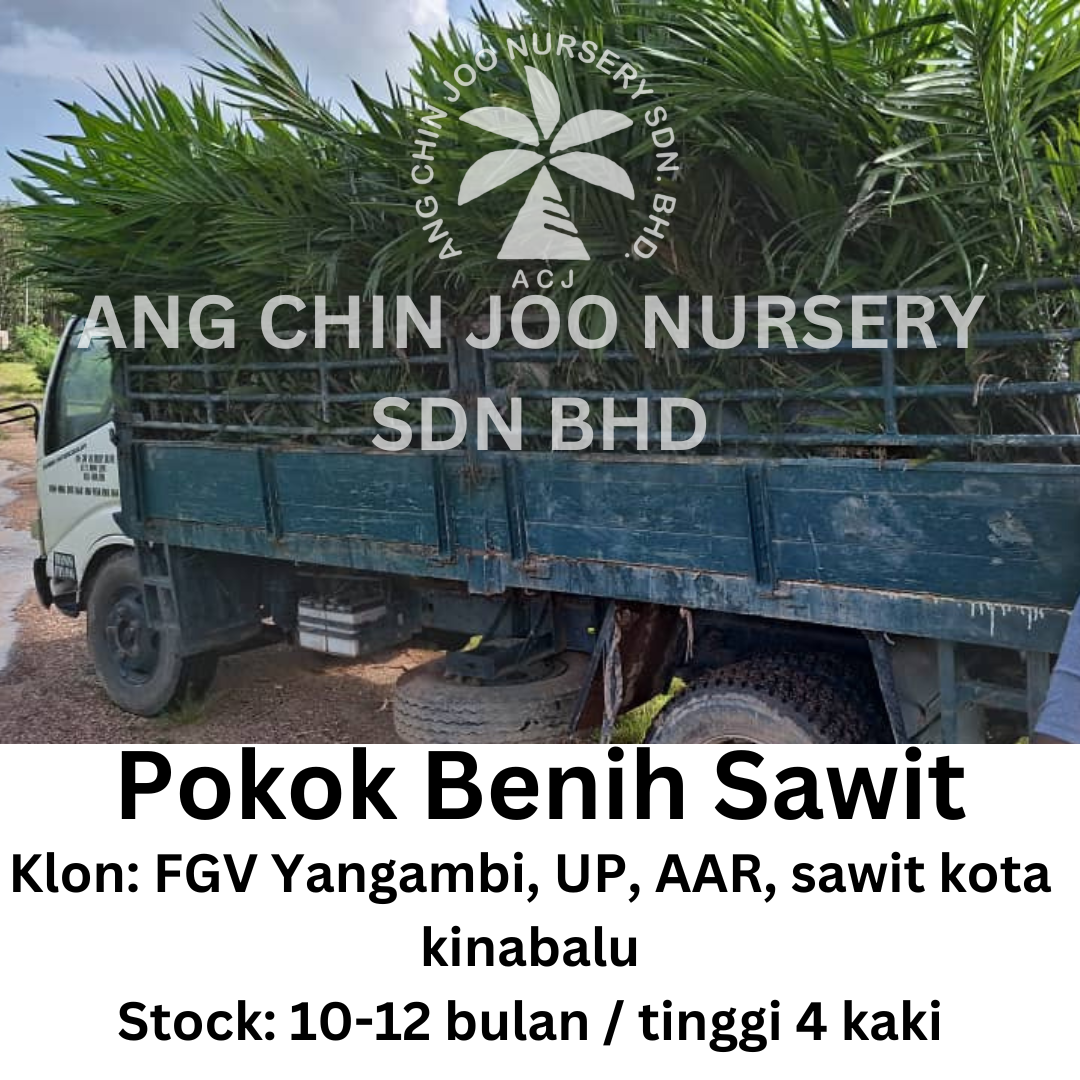 ANG CHIN JOO NURSERY SDN. BHD.
ACJ
ANG CHIN JOO NURSERY
SDN BHD
Pokok Benih Sawit
Klon: FGV Yangambi, UP, AAR, sawit kota
kinabalu
Stock: 10-12 bulan / tinggi 4 kaki